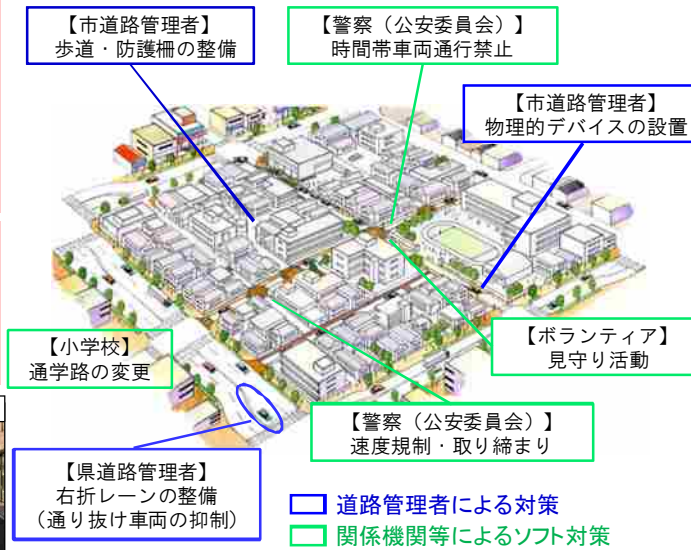 【市道路管理者】
歩道・防護柵の整備
【警察（公安委員会）】
時間帯車両通行禁止
【市道路管理者】
物理的デバイスの設置
【小学校】
通学路の変更
【ボランティア】
見守り活動
【警察（公安委員会）】
速度規制・取り締まり
【県道路管理者】
右折レーンの整備
（通り抜け車両の抑制）
道路管理者による対策
関係機関等によるソフト対策